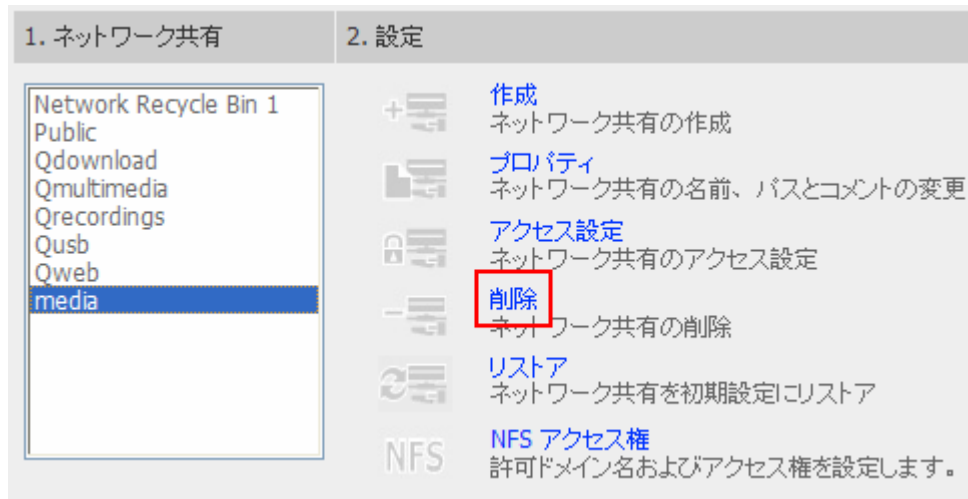 1. ネットワーク共有
2. 設定
Network Recycle Bin 1
Public
Qdownload
Qmultimedia
Qrecordings
Qusb
Qweb
media
作成
ネットワーク共有の作成
プロパティ
ネットワーク共有の名前、パスとコメントの変更
アクセス設定
ネットワーク共有のアクセス設定
削除
ネットワーク共有の削除
リストア
ネットワーク共有を初期設定にリストア
NFS
NFS アクセス権
許可ドメイン名およびアクセス権を設定します。